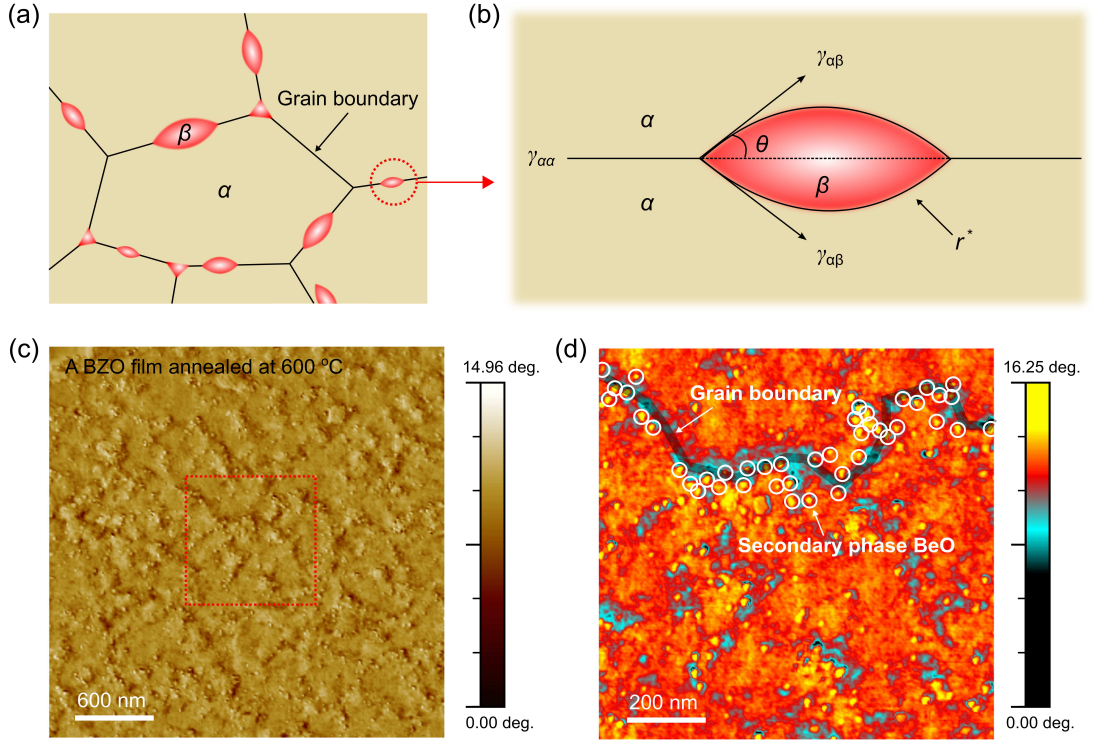 (a)
Grain boundary
β
α
(b)
γαβ
α
θ
γαα
β
α
γαβ
r*
(c)
A BZO film annealed at 600 ºC
14.96 deg.
600 nm
0.00 deg.
(d)
16.25 deg.
Grain boundary
Secondary phase BeO
200 nm
0.00 deg.